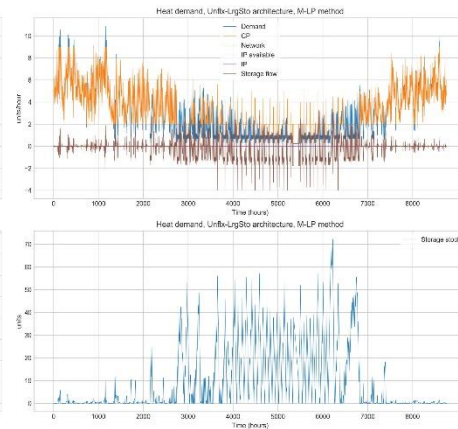 Heat demand, Unflx-LrgSto architecture, M-LP method
Demand
CP
Network
IP available
IP
Storage flow
units/hour
10
8
6
4
2
0
−2
−4
0 1000 2000 3000 4000 5000 6000 7000 8000
Time (hours)
Heat demand, Unflx-LrgSto architecture, M-LP method
Storage stock
units
70
60
50
40
30
20
10
0
0 1000 2000 3000 4000 5000 6000 7000 8000
Time (hours)